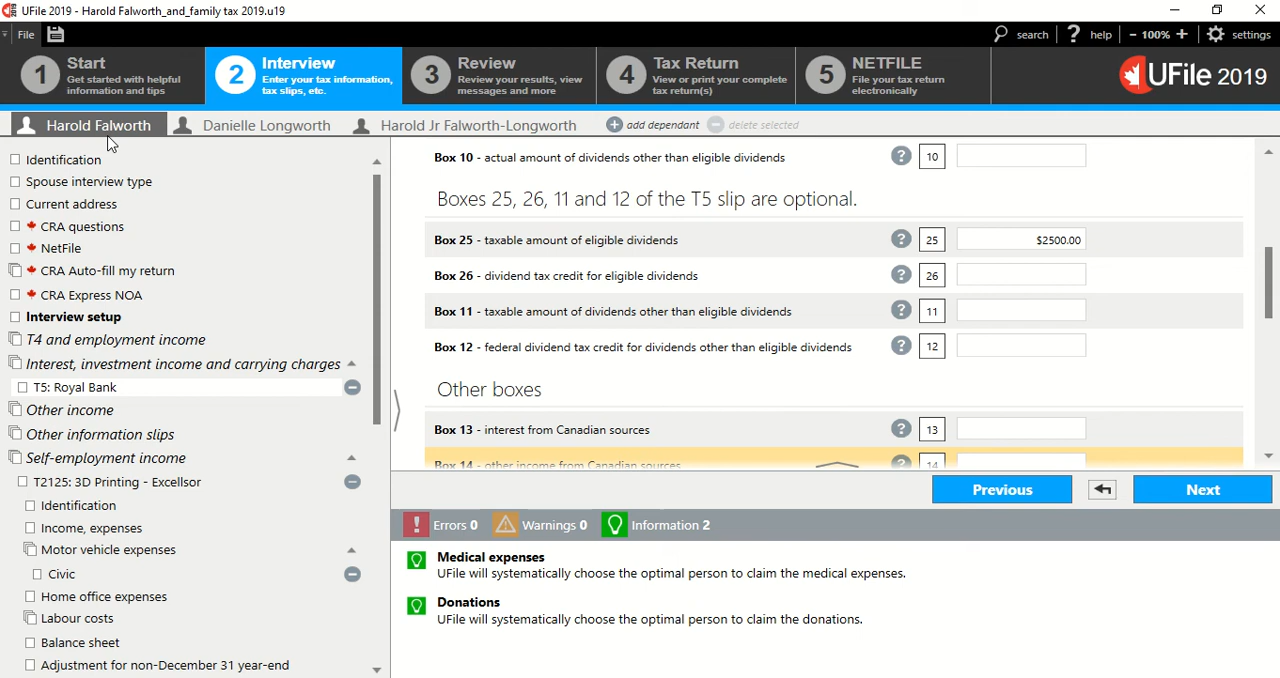 UFile 2019 - Harold Falworth_and_family tax 2019.u19
File
search
? help
- 100% +
settings
1 Start
Get started with helpful
information and tips
2 Interview
Enter your tax information,
tax slips, etc.
3 Review
Review your results, view
messages and more
4 Tax Return
View or print your complete
tax return(s)
5 NETFILE
File your tax return
electronically
UFile 2019
Harold Falworth
Danielle Longworth
Harold Jr Falworth-Longworth
add dependant
delete selected
Identification
Spouse interview type
Current address
CRA questions
NetFile
CRA Auto-fill my return
CRA Express NOA
Interview setup
T4 and employment income
Interest, investment income and carrying charges
T5: Royal Bank
Other income
Other information slips
Self-employment income
T2125: 3D Printing - Excellsor
Identification
Income, expenses
Motor vehicle expenses
Civic
Home office expenses
Labour costs
Balance sheet
Adjustment for non-December 31 year-end
Box 10 - actual amount of dividends other than eligible dividends ? 10
Boxes 25, 26, 11 and 12 of the T5 slip are optional.
Box 25 - taxable amount of eligible dividends ? 25 $2500.00
Box 26 - dividend tax credit for eligible dividends ? 26
Box 11 - taxable amount of dividends other than eligible dividends ? 11
Box 12 - federal dividend tax credit for dividends other than eligible dividends ? 12
Other boxes
Box 13 - interest from Canadian sources ? 13
Box 14 - other income from Canadian sources ? 14
Previous
Next
! Errors 0
Warnings 0
Information 2
Medical expenses
UFile will systematically choose the optimal person to claim the medical expenses.
Donations
UFile will systematically choose the optimal person to claim the donations.